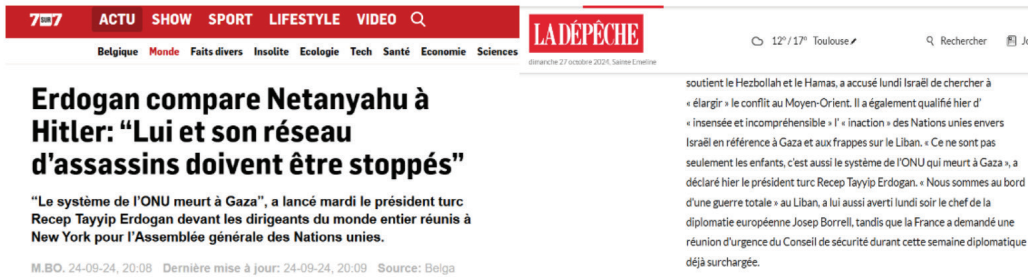 7SUR7 ACTU SHOW SPORT LIFESTYLE VIDEO
Belgique Monde Faits divers Insolite Ecologie Tech Santé Economie Sciences
Erdogan compare Netanyahu à
Hitler: “Lui et son réseau
d’assassins doivent être stoppés”
“Le système de l’ONU meurt à Gaza”, a lancé mardi le président turc
Recep Tayyip Erdogan devant les dirigeants du monde entier réunis à
New York pour l’Assemblée générale des Nations unies.
M.BO. 24-09-24, 20:08 Dernière mise à jour: 24-09-24, 20:09 Source: Belga
LA DÉPÊCHE
12°/17° Toulouse
Rechercher
dimanche 27 octobre 2024, Sainte Emeline
soutient le Hezbollah et le Hamas, a accusé lundi Israël de chercher à
« élargir » le conflit au Moyen-Orient. Il a également qualifié hier d’
« insensée et incompréhensible » l’ « inaction » des Nations unies envers
Israël en référence à Gaza et aux frappes sur le Liban. « Ce ne sont pas
seulement les enfants, c’est aussi le système de l’ONU qui meurt à Gaza », a
déclaré hier le président turc Recep Tayyip Erdogan. « Nous sommes au bord
d’une guerre totale » au Liban, a lui aussi averti lundi soir le chef de la
diplomatie européenne Josep Borrell, tandis que la France a demandé une
réunion d’urgence du Conseil de sécurité durant cette semaine diplomatique
déjà surchargée.